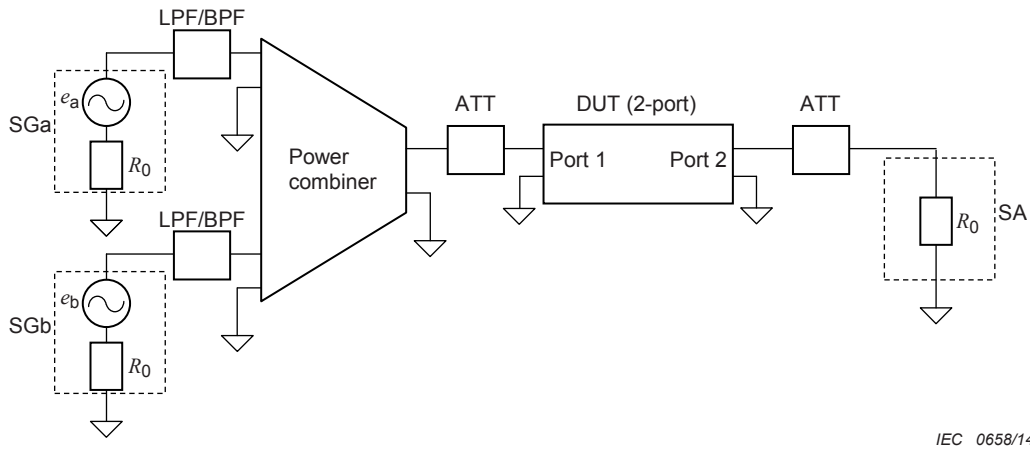 LPF/BPF
ea
SGa
R0
ATT
DUT (2-port)
ATT
Port 1
Port 2
Power
combiner
R0
SA
LPF/BPF
eb
SGb
R0
IEC 0658/14